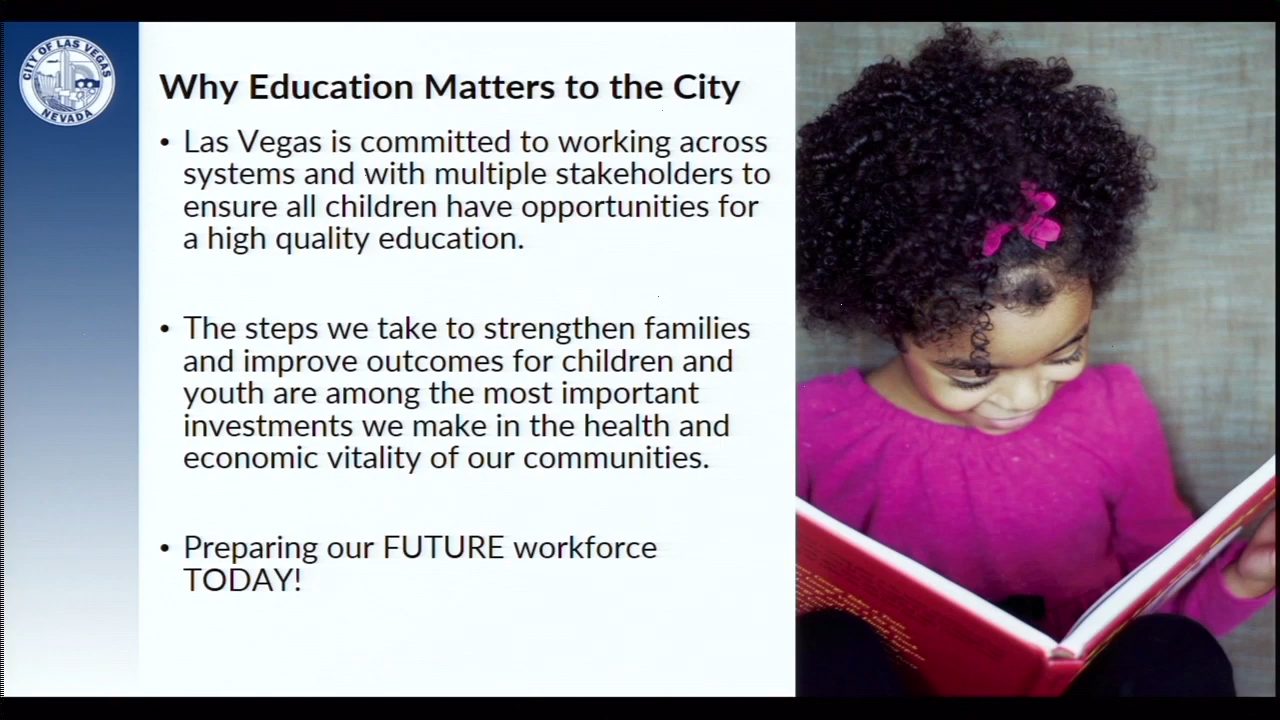 CITY OF LAS VEGAS
NEVADA
Why Education Matters to the City
• Las Vegas is committed to working across
systems and with multiple stakeholders to
ensure all children have opportunities for
a high quality education.
• The steps we take to strengthen families
and improve outcomes for children and
youth are among the most important
investments we make in the health and
economic vitality of our communities.
• Preparing our FUTURE workforce
TODAY!